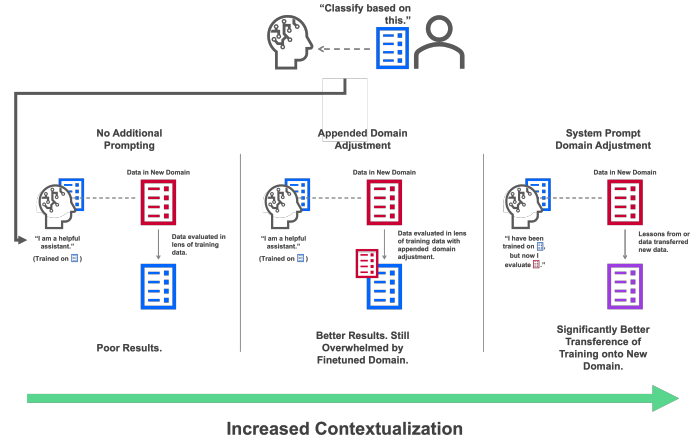 “Classify based on
this.”
No Additional
Prompting
Data in New Domain
“I am a helpful
assistant.”
(Trained on )
Data evaluated in
lens of training
data.
Poor Results.
Appended Domain
Adjustment
Data in New Domain
“I am a helpful
assistant.”
(Trained on )
Data evaluated in lens
of training data with
appended domain
adjustment.
Better Results. Still
Overwhelmed by
Finetuned Domain.
System Prompt
Domain Adjustment
Data in New Domain
“I have been
trained on ,
but now I
evaluate .”
Lessons from or
data transferred
new data.
Significantly Better
Transference of
Training onto New
Domain.
Increased Contextualization